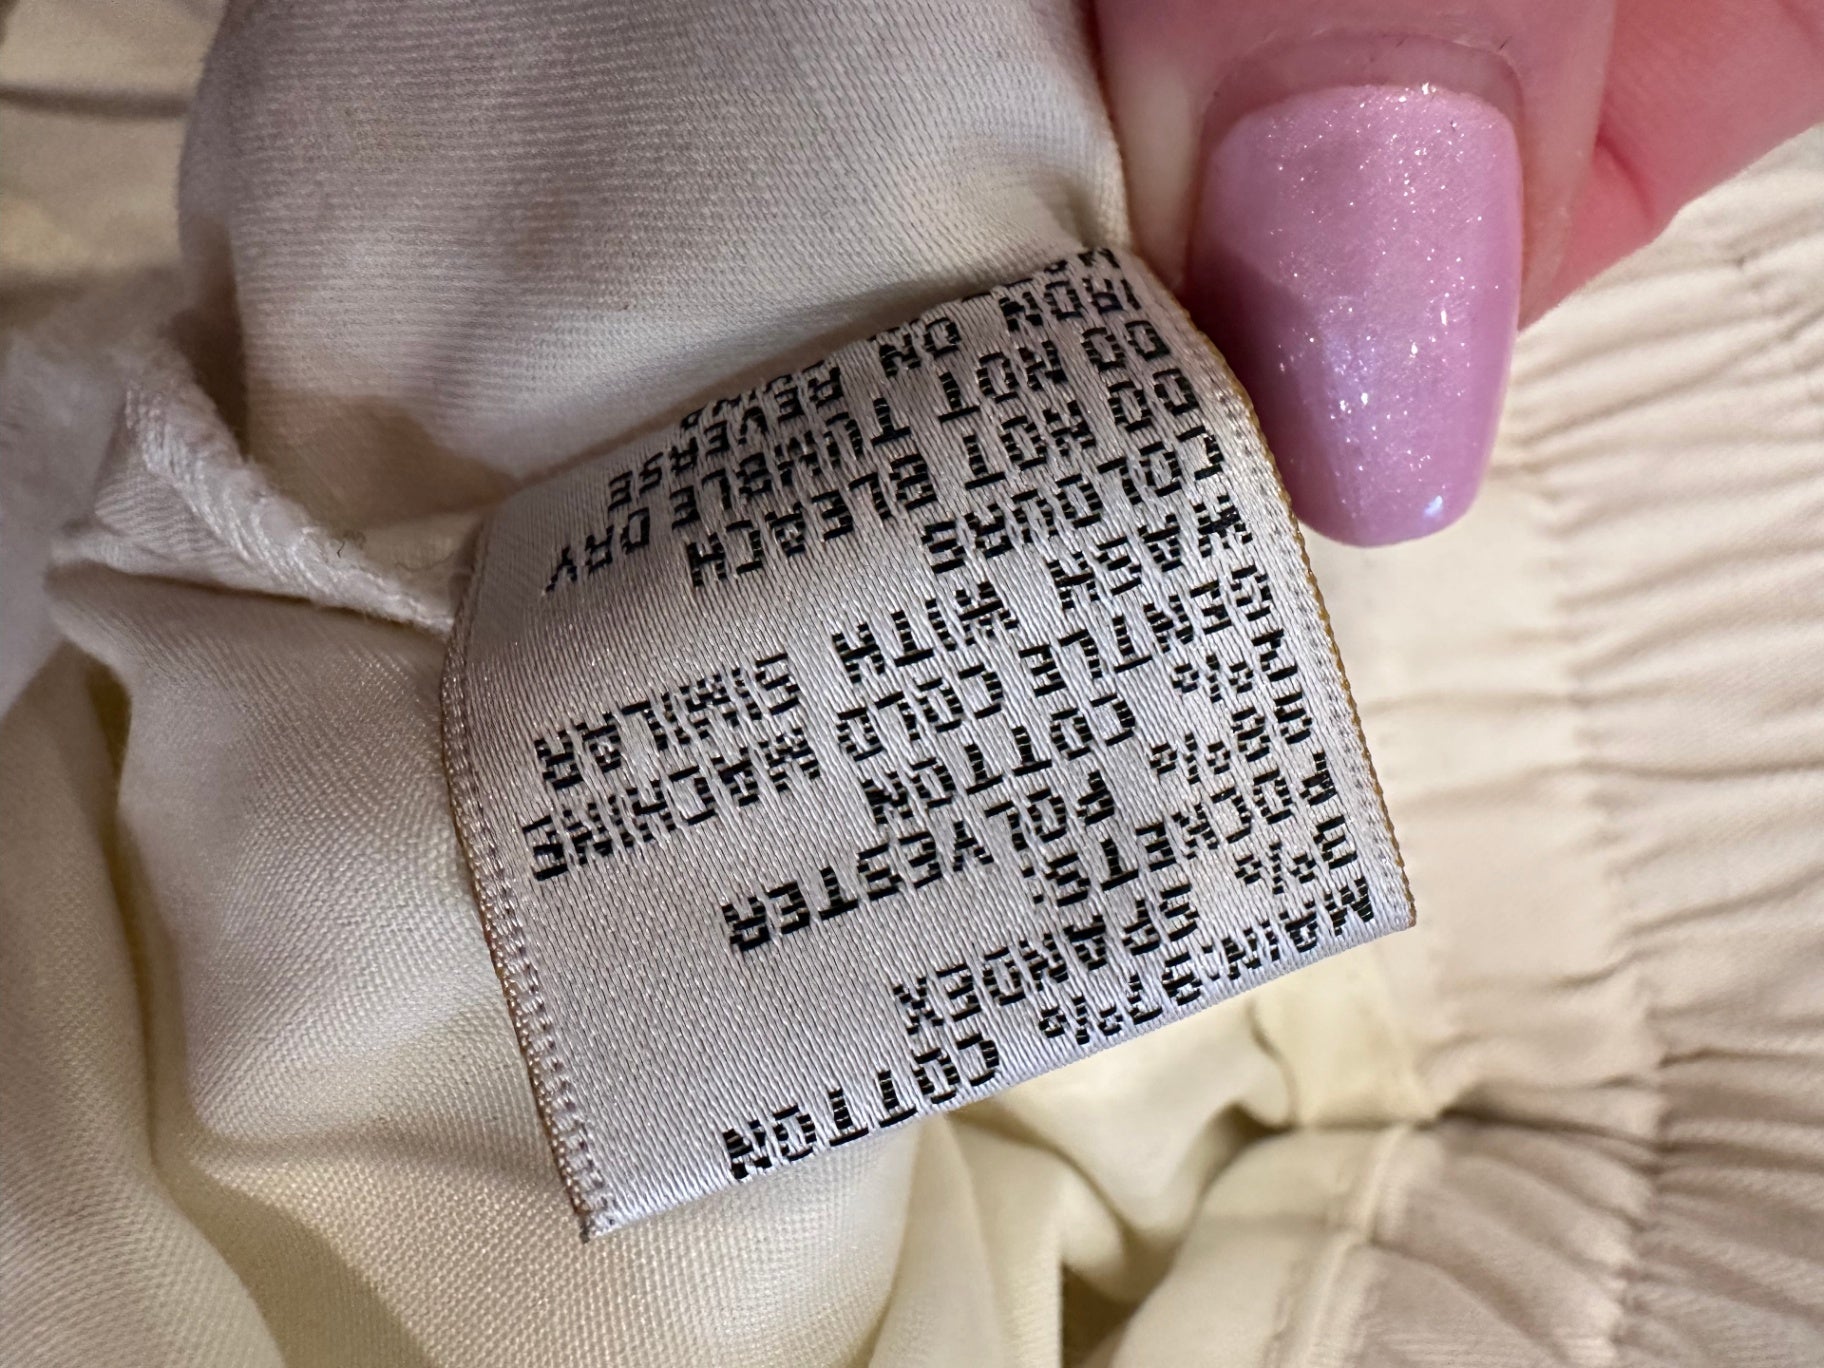 MAIN:97% COTTON
3% SPANDEX
POCKETS:
POLYESTER
COTTON
GENTLE COLD MACHINE
WASH WITH SIMILAR
COLOURS
DO NOT BLEACH
DO NOT TUMBLE DRY
IRON ON REVERSE